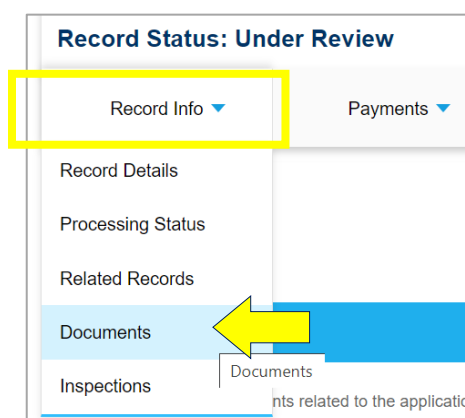 Record Status: Under Review
Record Info Payments
Record Details
Processing Status
Related Records
Documents
Documents
Inspections
nts related to the applicatio